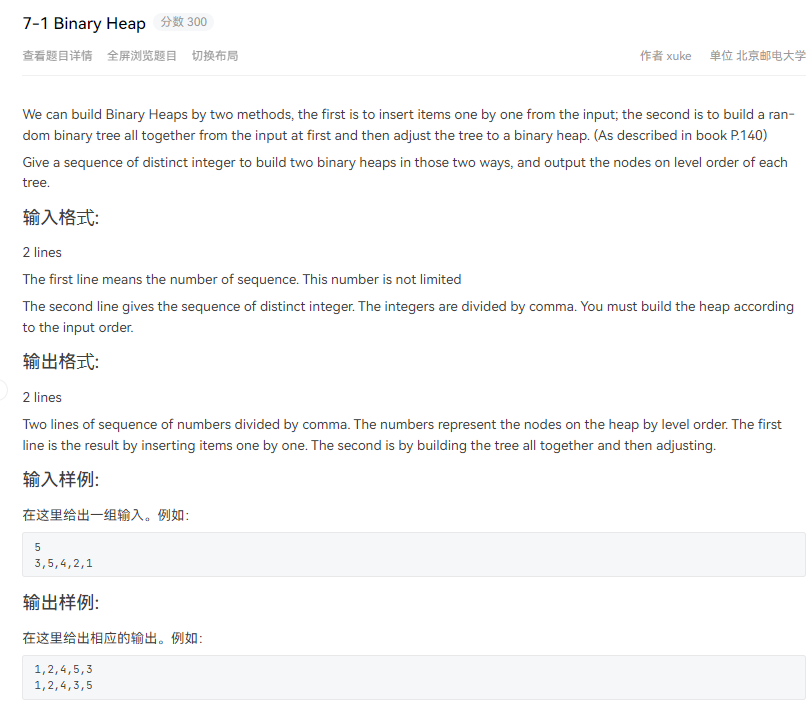 7-1 Binary Heap 分数 300
查看题目详情 全屏浏览题目 切换布局 作者 xuke 单位 北京邮电大学
We can build Binary Heaps by two methods, the first is to insert items one by one from the input; the second is to build a ran-
dom binary tree all together from the input at first and then adjust the tree to a binary heap. (As described in book P.140)
Give a sequence of distinct integer to build two binary heaps in those two ways, and output the nodes on level order of each
tree.
输入格式:
2 lines
The first line means the number of sequence. This number is not limited
The second line gives the sequence of distinct integer. The integers are divided by comma. You must build the heap according
to the input order.
输出格式:
2 lines
Two lines of sequence of numbers divided by comma. The numbers represent the nodes on the heap by level order. The first
line is the result by inserting items one by one. The second is by building the tree all together and then adjusting.
输入样例:
在这里给出一组输入。例如:
5
3,5,4,2,1
输出样例:
在这里给出相应的输出。例如:
1,2,4,5,3
1,2,4,3,5